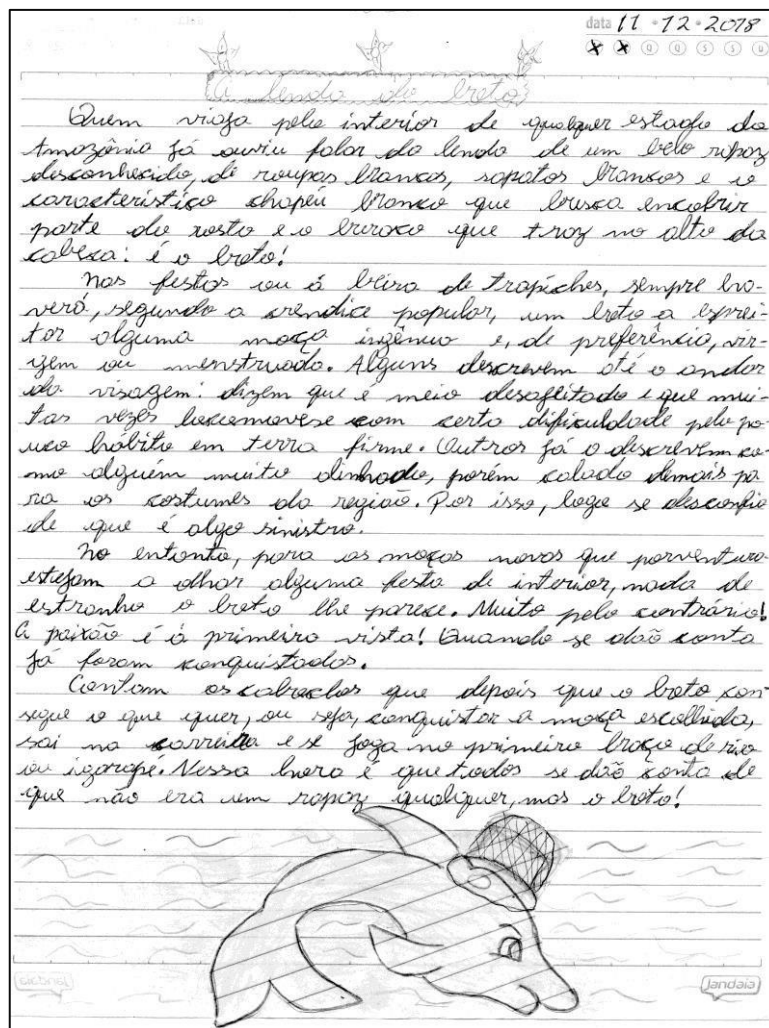 data 11 • 12 • 2018
Q Q S S D
A lenda do boto
Quem viaja pelo interior de qualquer estado da
Amazônia já ouviu falar da lenda de um belo rapaz
desconhecido, de roupas brancas, sapatos brancos e o
característico chapéu branco que busca encobrir
parte do rosto e o buraco que traz no alto da
cabeça: é o boto!
Nas festas ou á beira de trapiches, sempre ha-
verá, segundo a crendice popular, um boto a esprei-
tar alguma moça ingênua e, de preferência, vir-
gem ou menstruada. Alguns descrevem até o andar
da visagem: dizem que é meio desajeitado e que mui-
tas vezes locomovese com certa dificuldade pelo po-
uco hábito em terra firme. Outros já o descrevem co-
mo alguém muito alinhado, porém calado demais pa
ra os costumes da região. Por isso, logo se desconfia
de que é algo sinistro.
No entanto, para as moças novas que porventura
estejam a olhar alguma festa de interior, nada de
estranho o boto lhe parece. Muito pelo contrário!
A paixão é á primeira vista! Quando se dão conta
já foram conquistadas.
Contam os cabochos que depois que o boto con-
segue o que quer, ou seja, conquistar a moça escolhida,
sai na carreira e se joga no primeiro braço de rio
ou igarapé. Nessa hora é que todos se dão conta de
que não era um rapaz qualquer, mas o boto!
jandaia